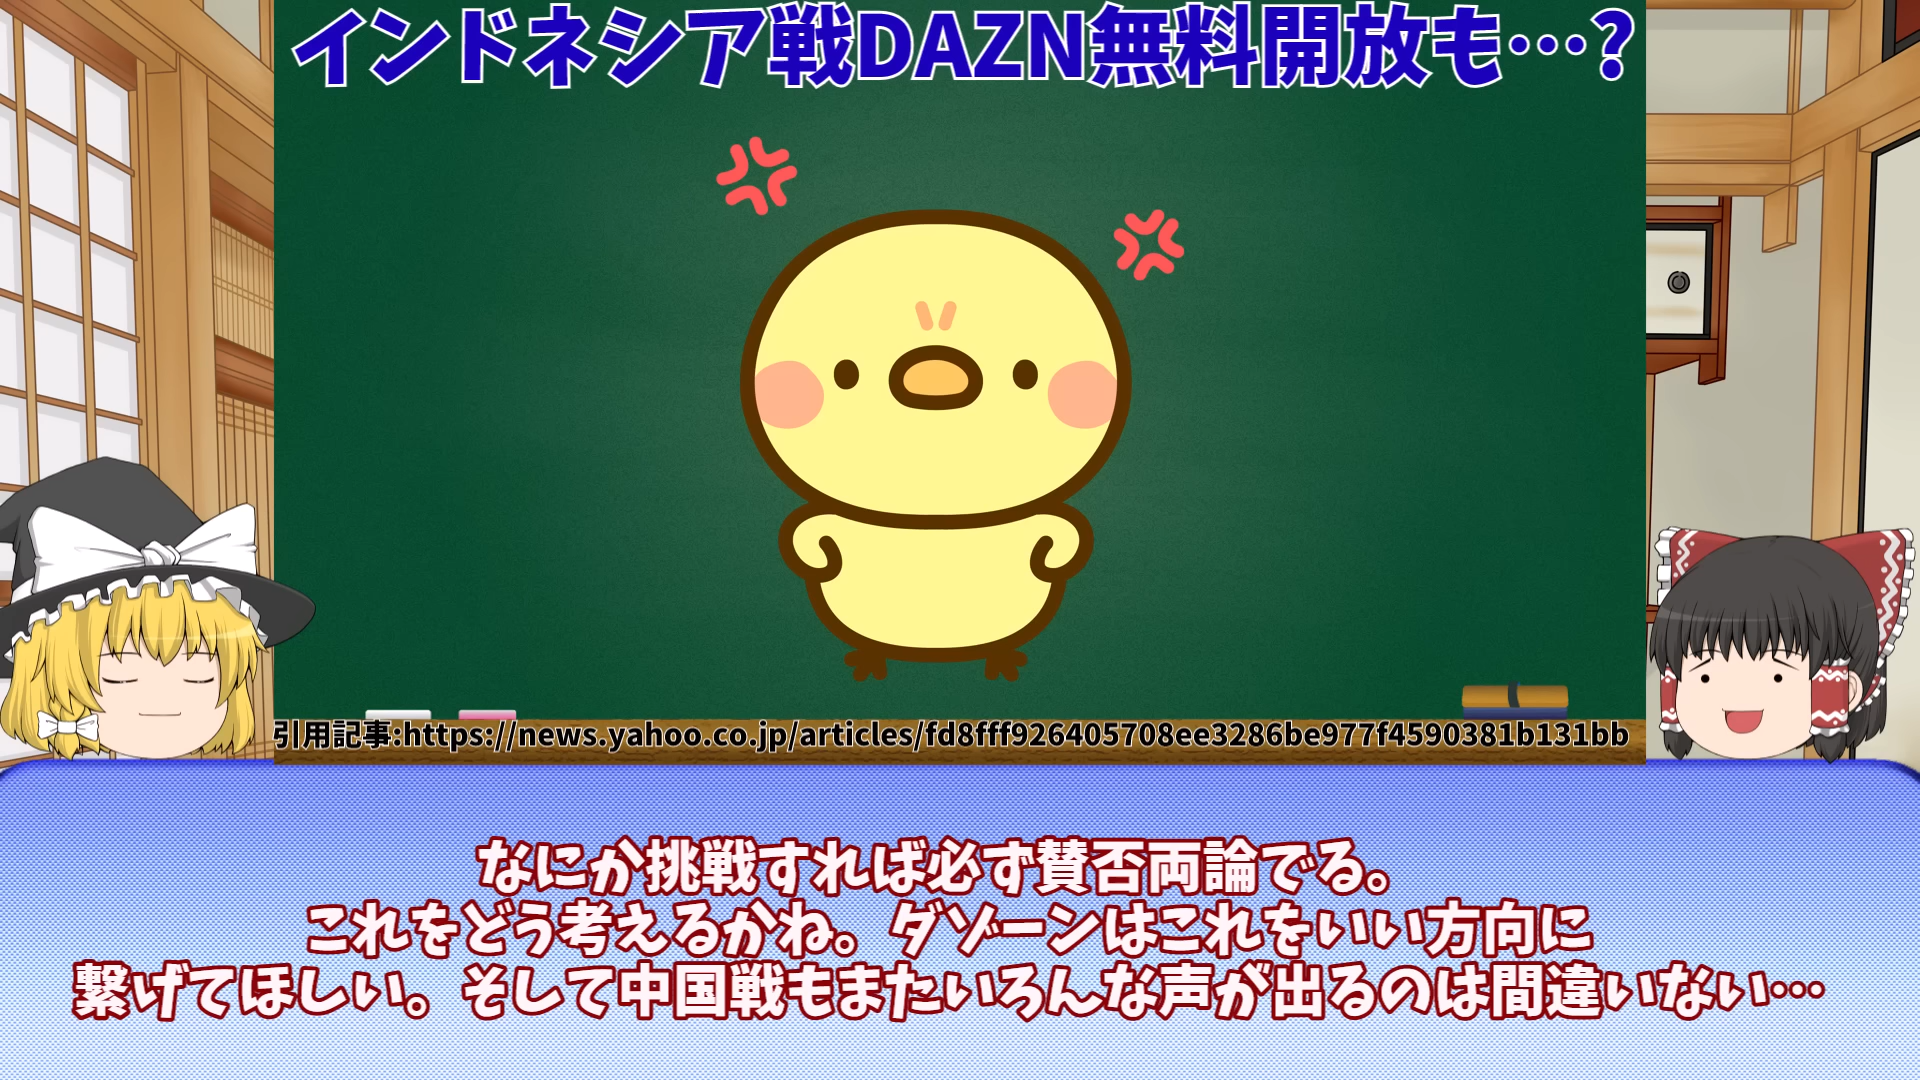 インドネシア戦DAZN無料開放も…?
引用記事:https://news.yahoo.co.jp/articles/fd8fff926405708ee3286be977f4590381b131bb
なにか挑戦すれば必ず賛否両論でる。
これをどう考えるかね。ダゾーンはこれをいい方向に
繋げてほしい。そして中国戦もまたいろんな声が出るのは間違いない…